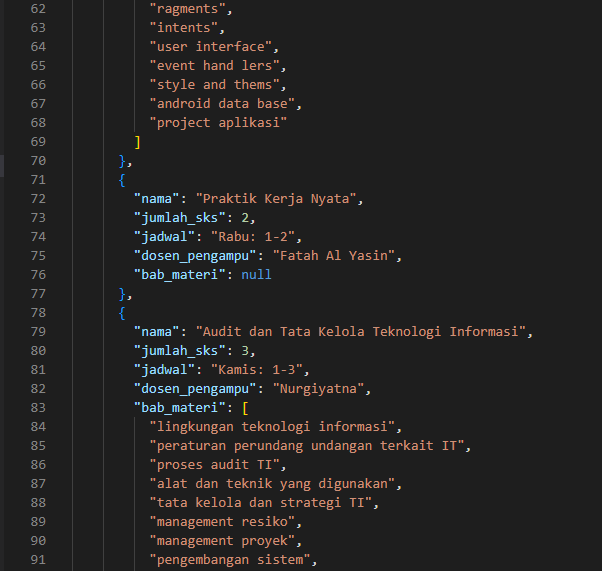 62 "ragments",
63 "intents",
64 "user interface",
65 "event hand lers",
66 "style and thems",
67 "android data base",
68 "project aplikasi"
69 ]
70 },
71 {
72 "nama": "Praktik Kerja Nyata",
73 "jumlah_sks": 2,
74 "jadwal": "Rabu: 1-2",
75 "dosen_pengampu": "Fatah Al Yasin",
76 "bab_materi": null
77 },
78 {
79 "nama": "Audit dan Tata Kelola Teknologi Informasi",
80 "jumlah_sks": 3,
81 "jadwal": "Kamis: 1-3",
82 "dosen_pengampu": "Nurgiyatna",
83 "bab_materi": [
84 "lingkungan teknologi informasi",
85 "peraturan perundang undangan terkait IT",
86 "proses audit TI",
87 "alat dan teknik yang digunakan",
88 "tata kelola dan strategi TI",
89 "management resiko",
90 "management proyek",
91 "pengembangan sistem",